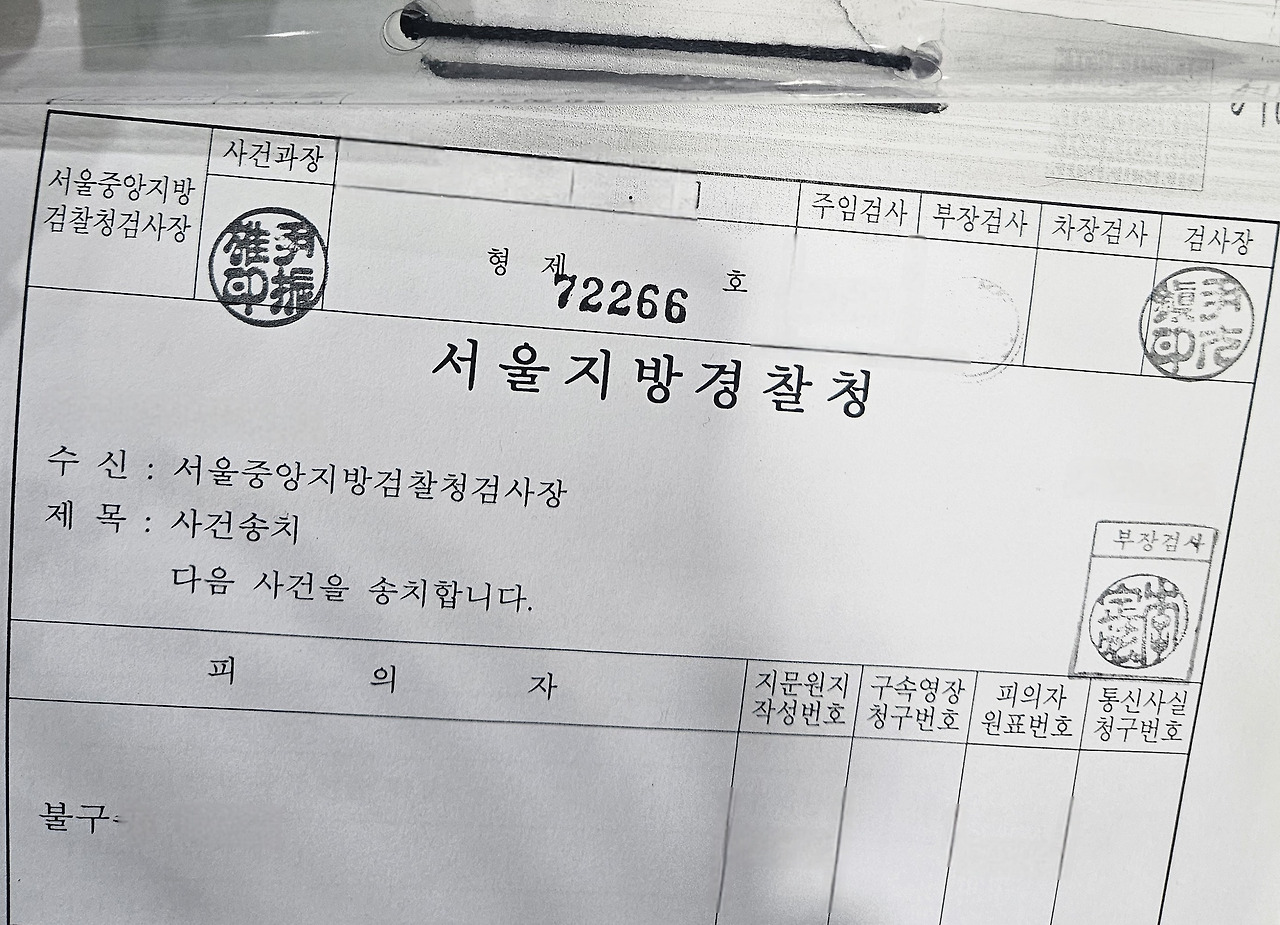 서울중앙지방
검찰청검사장
사건과장
주임검사 부장검사 차장검사 검사장
형 제 72266 호
서울지방경찰청
수 신 : 서울중앙지방검찰청검사장
제 목 : 사건송치
다음 사건을 송치합니다.
부장검사
피 의 자
지문원지 작성번호
구속영장 청구번호
피의자 원표번호
통신사실 청구번호
불구